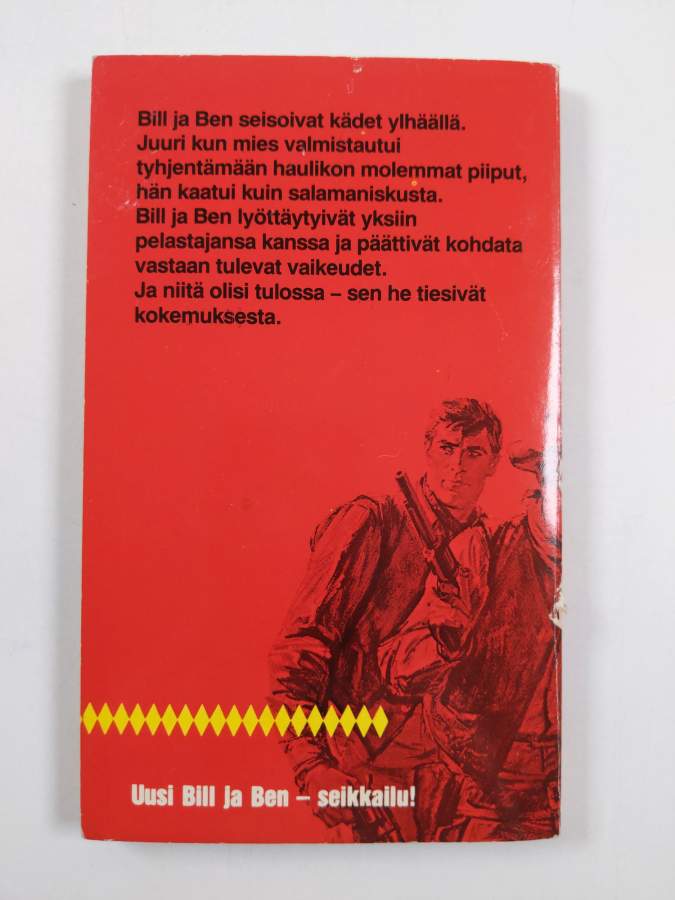 Bill ja Ben seisoivat kädet ylhäällä.
Juuri kun mies valmistautui
tyhjentämään haulikon molemmat piiput,
hän kaatui kuin salamaniskusta.
Bill ja Ben lyöttäytyivät yksiin
pelastajansa kanssa ja päättivät kohdata
vastaan tulevat vaikeudet.
Ja niitä olisi tulossa – sen he tiesivät
kokemuksesta.
Uusi Bill ja Ben – seikkailu!